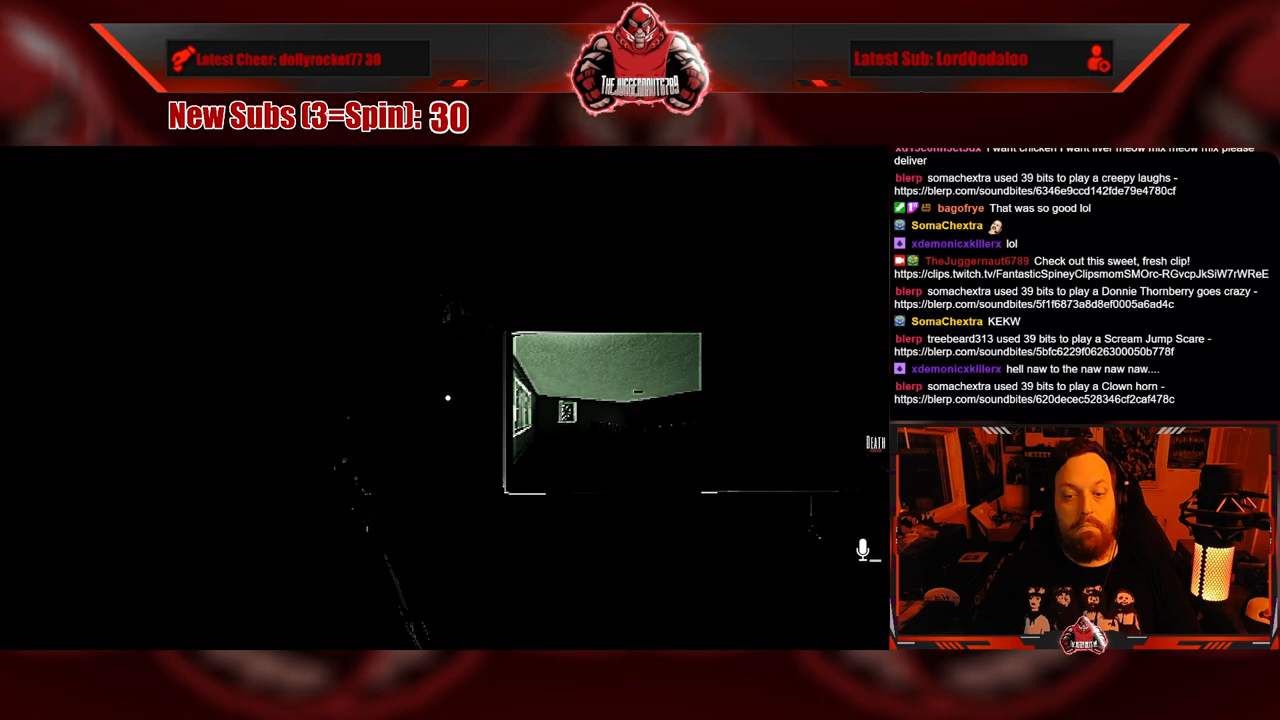 Latest Cheer: dollyrocket77 30
THEJUGGERNAUT6789
Latest Sub: LordOodaloo
New Subs (3=Spin): 30
I want chicken I want liver meow mix meow mix please
deliver
blerp somachextra used 39 bits to play a creepy laughs -
https://blerp.com/soundbites/6346e9ccd142fde79e4780cf
bagofrye That was so good lol
SomaChextra
xdemonicxkillerx lol
TheJuggernaut6789 Check out this sweet, fresh clip!
https://clips.twitch.tv/FantasticSpineyClipsmomSMOrc-RGvcpJkSiW7rWReE
blerp somachextra used 39 bits to play a Donnie Thornberry goes crazy -
https://blerp.com/soundbites/5f1f6873a8d8ef0005a6ad4c
SomaChextra KEKW
blerp treebeard313 used 39 bits to play a Scream Jump Scare -
https://blerp.com/soundbites/5bfc6229f0626300050b778f
xdemonicxkillerx hell naw to the naw naw naw....
blerp somachextra used 39 bits to play a Clown horn -
https://blerp.com/soundbites/620decec528346cf2caf478c
DEATH